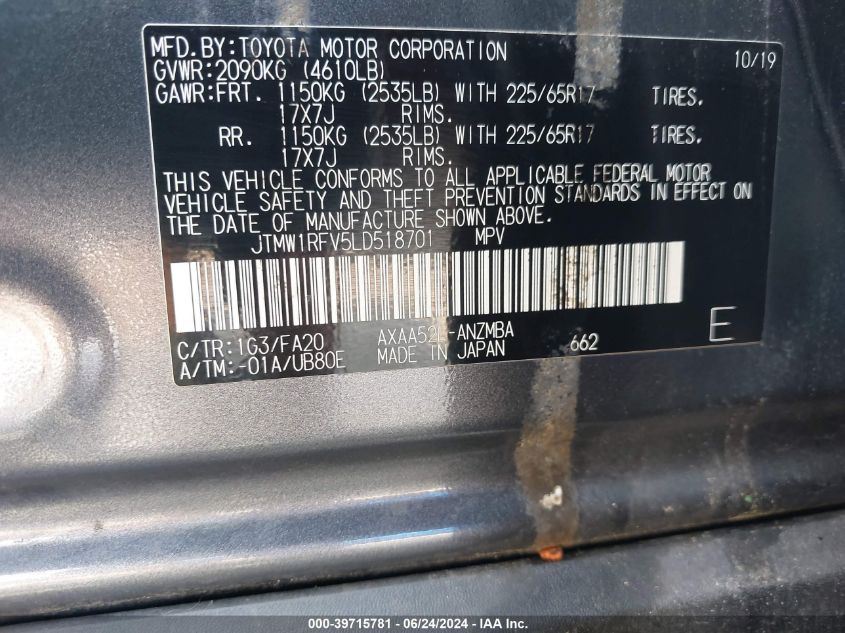 MFD.BY:TOYOTA MOTOR CORPORATION 10/19
GVWR:2090KG (4610LB)
GAWR:FRT. 1150KG (2535LB) WITH 225/65R17 TIRES.
17X7J RIMS.
RR. 1150KG (2535LB) WITH 225/65R17 TIRES.
17X7J RIMS.
THIS VEHICLE CONFORMS TO ALL APPLICABLE FEDERAL MOTOR
VEHICLE SAFETY AND THEFT PREVENTION STANDARDS IN EFFECT ON
THE DATE OF MANUFACTURE SHOWN ABOVE.
JTMW1RFV5LD518701 MPV
C/TR:1G3/FA20
A/TM:-01A/UB80E
MADE IN JAPAN
662
E
000-39715781 / 06/24/2024 - IAA Inc.